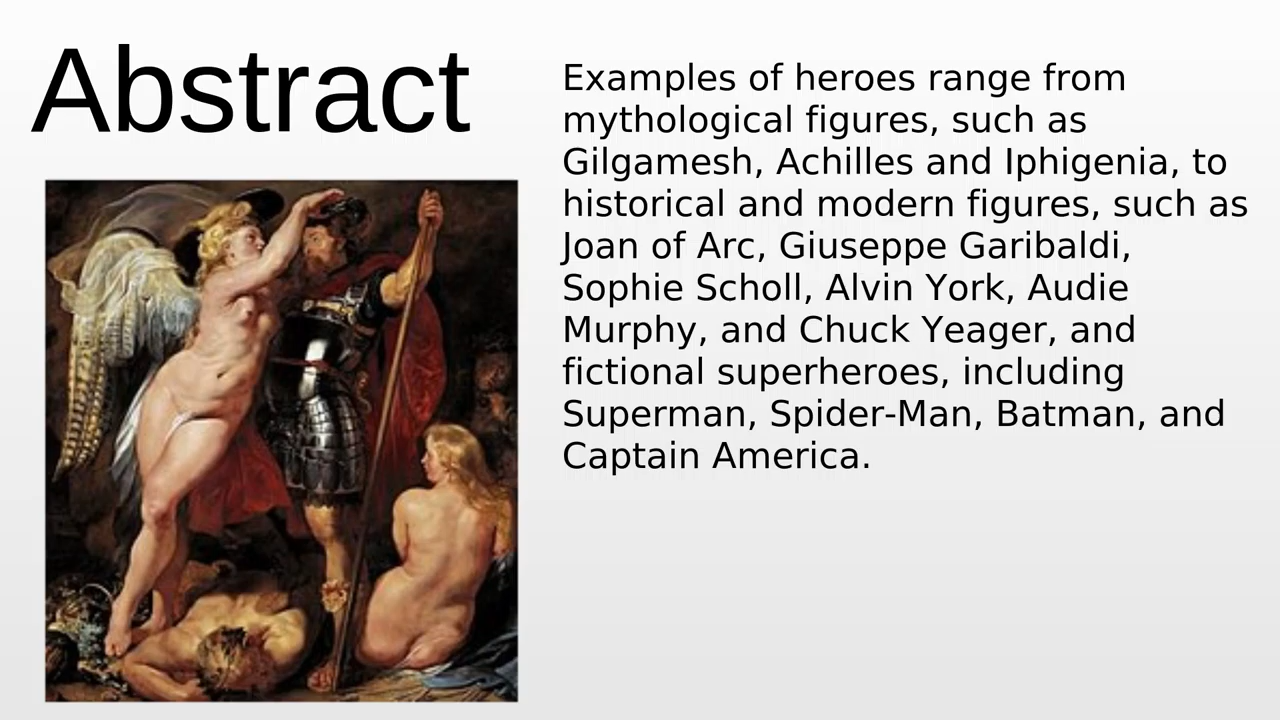 Abstract
Examples of heroes range from
mythological figures, such as
Gilgamesh, Achilles and Iphigenia, to
historical and modern figures, such as
Joan of Arc, Giuseppe Garibaldi,
Sophie Scholl, Alvin York, Audie
Murphy, and Chuck Yeager, and
fictional superheroes, including
Superman, Spider-Man, Batman, and
Captain America.